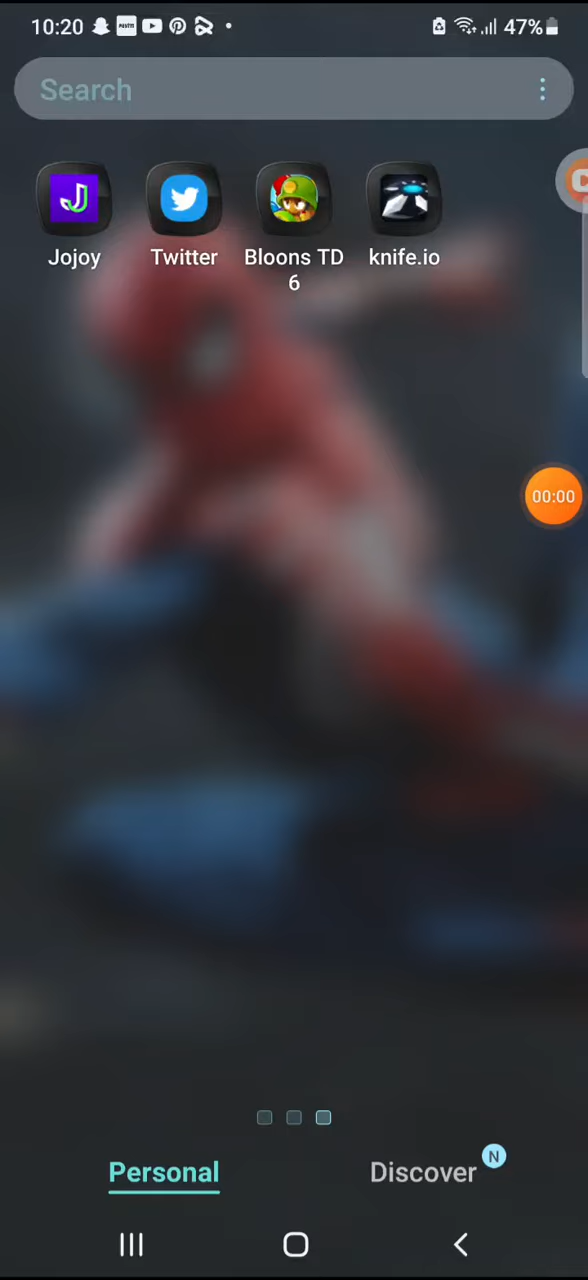 10:20
47%
Search
Jojoy
Twitter
Bloons TD
6
knife.io
00:00
Personal
Discover
N